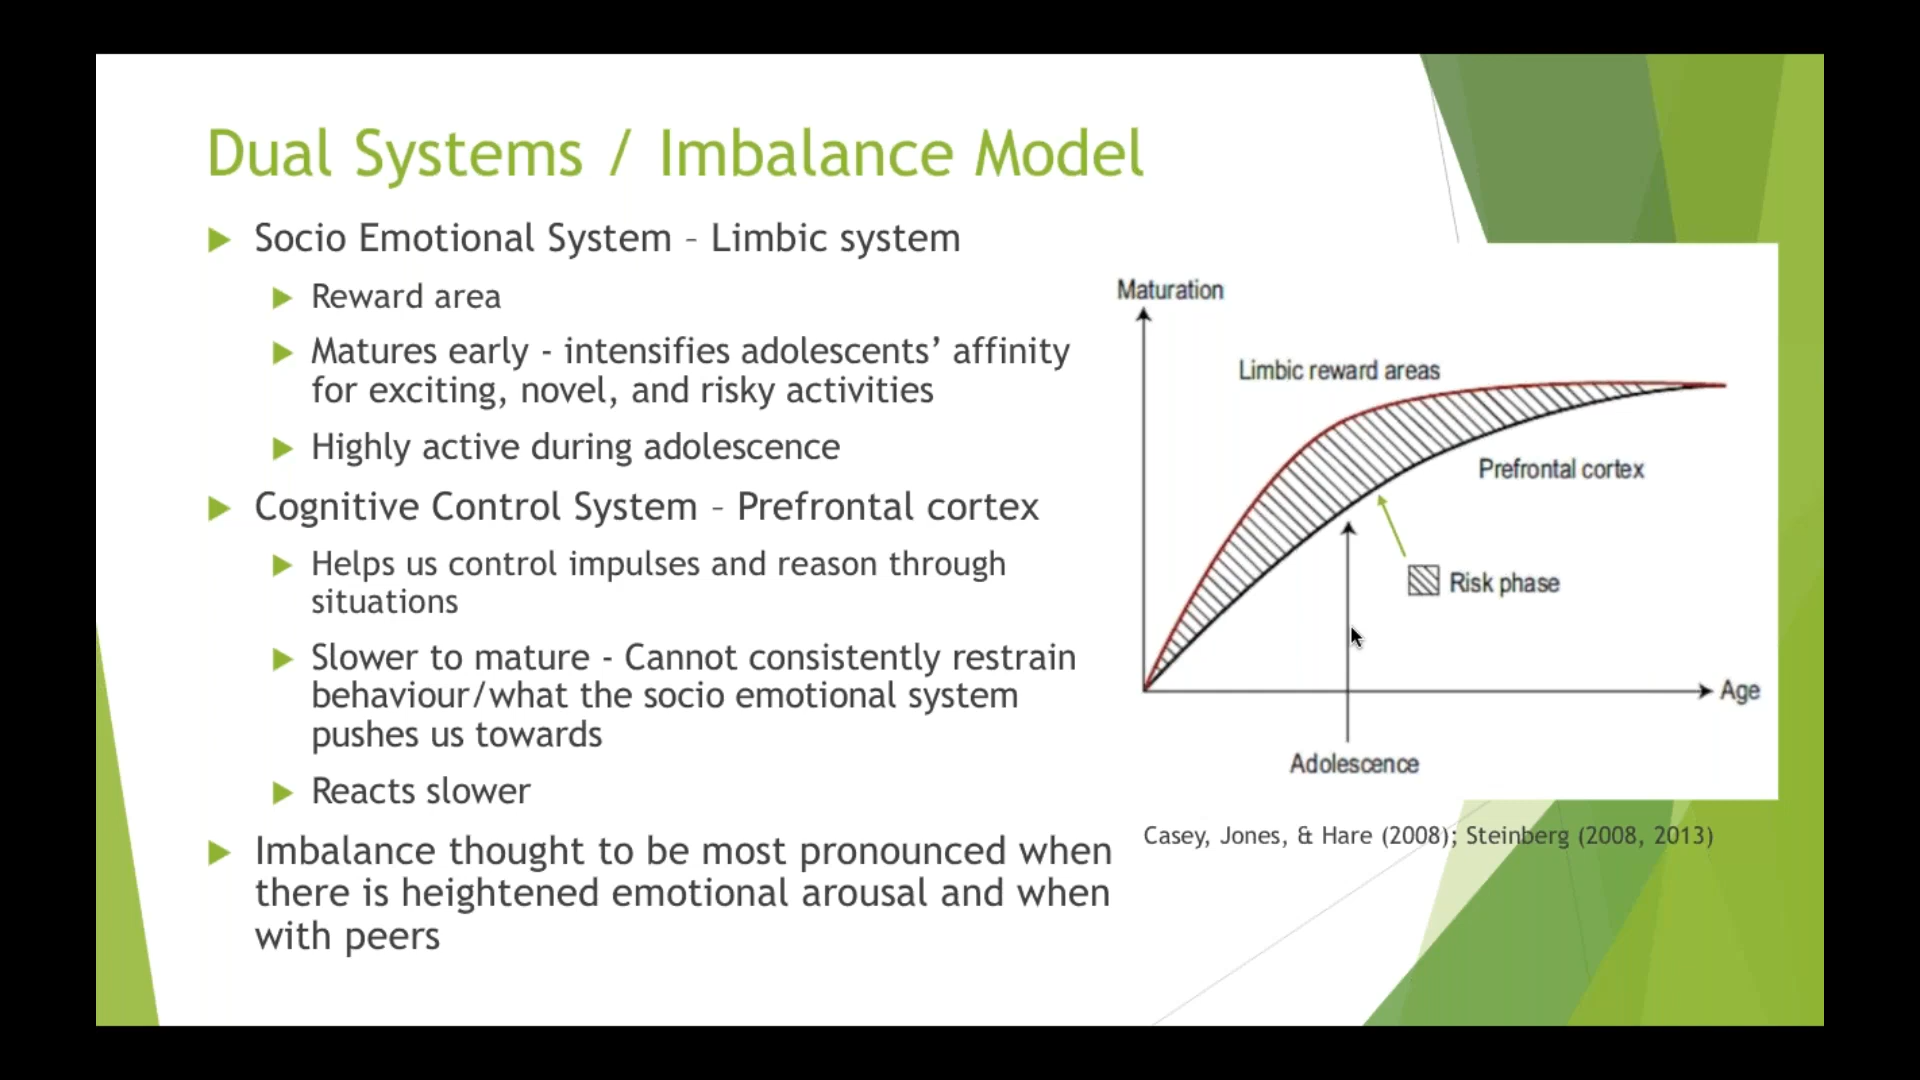 Dual Systems / Imbalance Model
Socio Emotional System – Limbic system
Reward area
Matures early - intensifies adolescents’ affinity
for exciting, novel, and risky activities
Highly active during adolescence
Cognitive Control System – Prefrontal cortex
Helps us control impulses and reason through
situations
Slower to mature - Cannot consistently restrain
behaviour/what the socio emotional system
pushes us towards
Reacts slower
Imbalance thought to be most pronounced when
there is heightened emotional arousal and when
with peers
Maturation
Limbic reward areas
Prefrontal cortex
Risk phase
Age
Adolescence
Casey, Jones, & Hare (2008); Steinberg (2008, 2013)